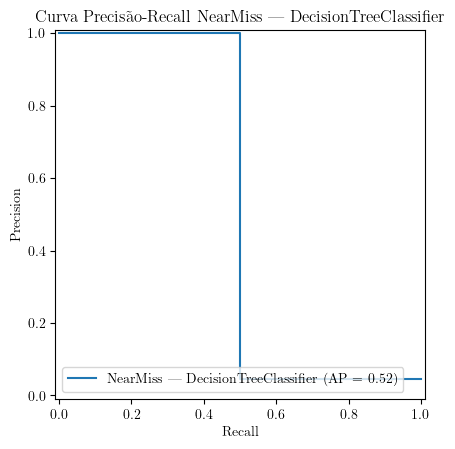 Curva Precisão-Recall NearMiss — DecisionTreeClassifier
1.0
0.8
0.6
0.4
0.2
0.0
Precision
NearMiss — DecisionTreeClassifier (AP = 0.52)
0.0 0.2 0.4 0.6 0.8 1.0
Recall